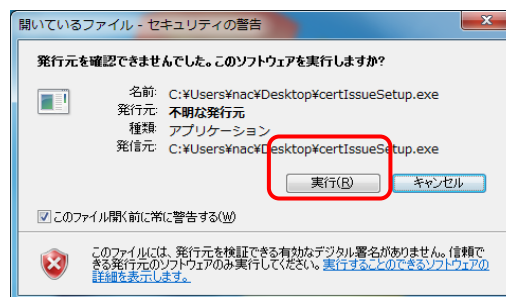 開いているファイル - セキュリティの警告
発行元を確認できませんでした。このソフトウェアを実行しますか?
名前: C:¥Users¥nac¥Desktop¥certIssueSetup.exe
発行元: 不明な発行元
種類: アプリケーション
発信元: C:¥Users¥nac¥Desktop¥certIssueSetup.exe
実行(R) キャンセル
このファイル開く前に常に警告する(W)
このファイルには、発行元を検証できる有効なデジタル署名がありません。信頼で
きる発行元のソフトウェアのみ実行してください。実行することのできるソフトウェアの
詳細を表示します。